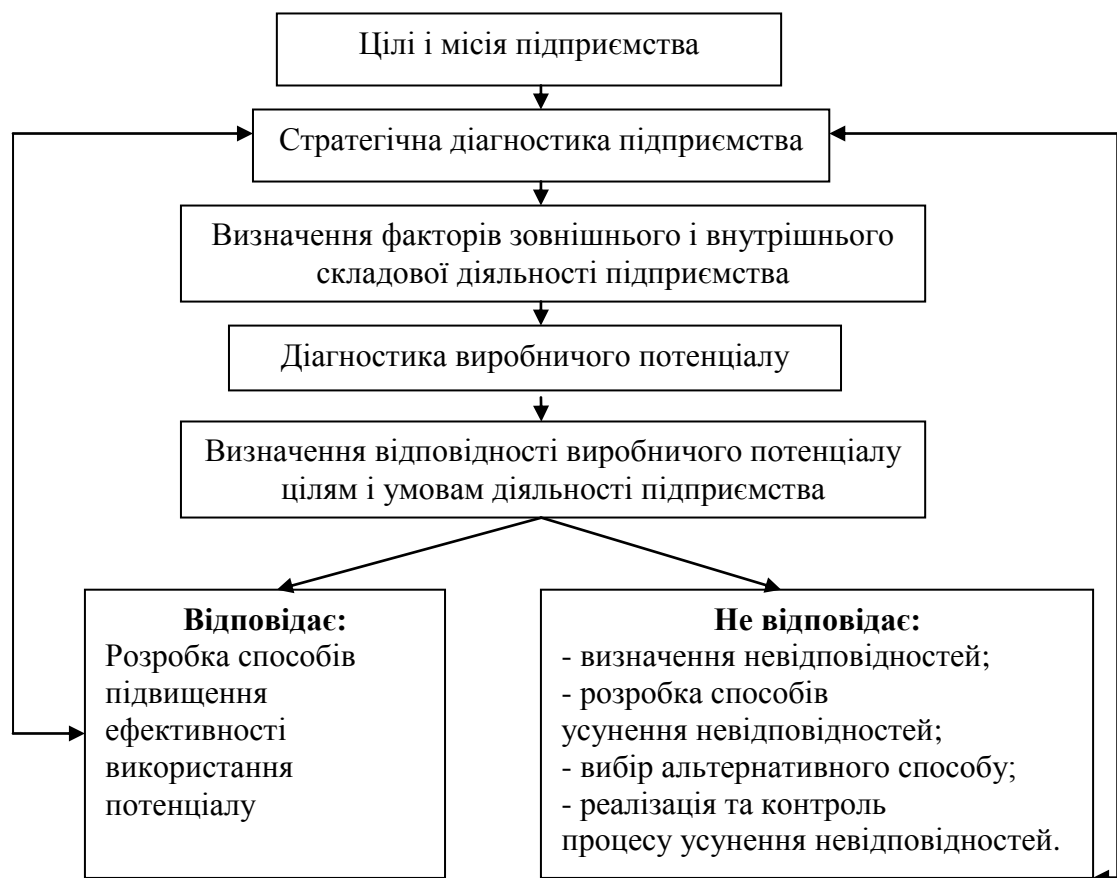 Цілі і місія підприємства
Стратегічна діагностика підприємства
Визначення факторів зовнішнього і внутрішнього
складової діяльності підприємства
Діагностика виробничого потенціалу
Визначення відповідності виробничого потенціалу
цілям і умовам діяльності підприємства
Відповідає:
Розробка способів
підвищення
ефективності
використання
потенціалу
Не відповідає:
- визначення невідповідностей;
- розробка способів
усунення невідповідностей;
- вибір альтернативного способу;
- реалізація та контроль
процесу усунення невідповідностей.